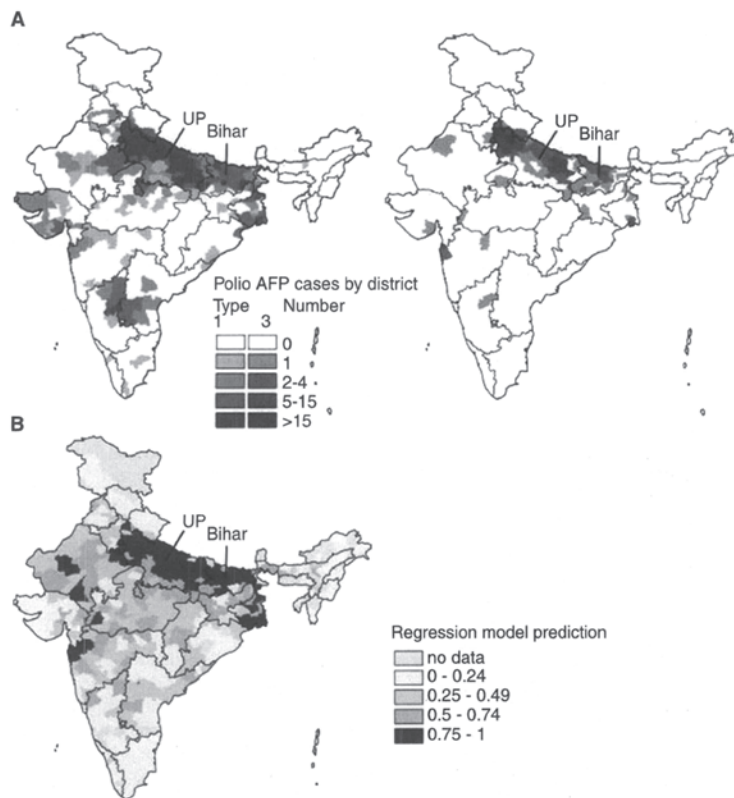 A
UP
Bihar
UP
Bihar
Polio AFP cases by district
Type Number
1 3
0
1
2-4
5-15
>15
B
UP
Bihar
Regression model prediction
no data
0 - 0.24
0.25 - 0.49
0.5 - 0.74
0.75 - 1